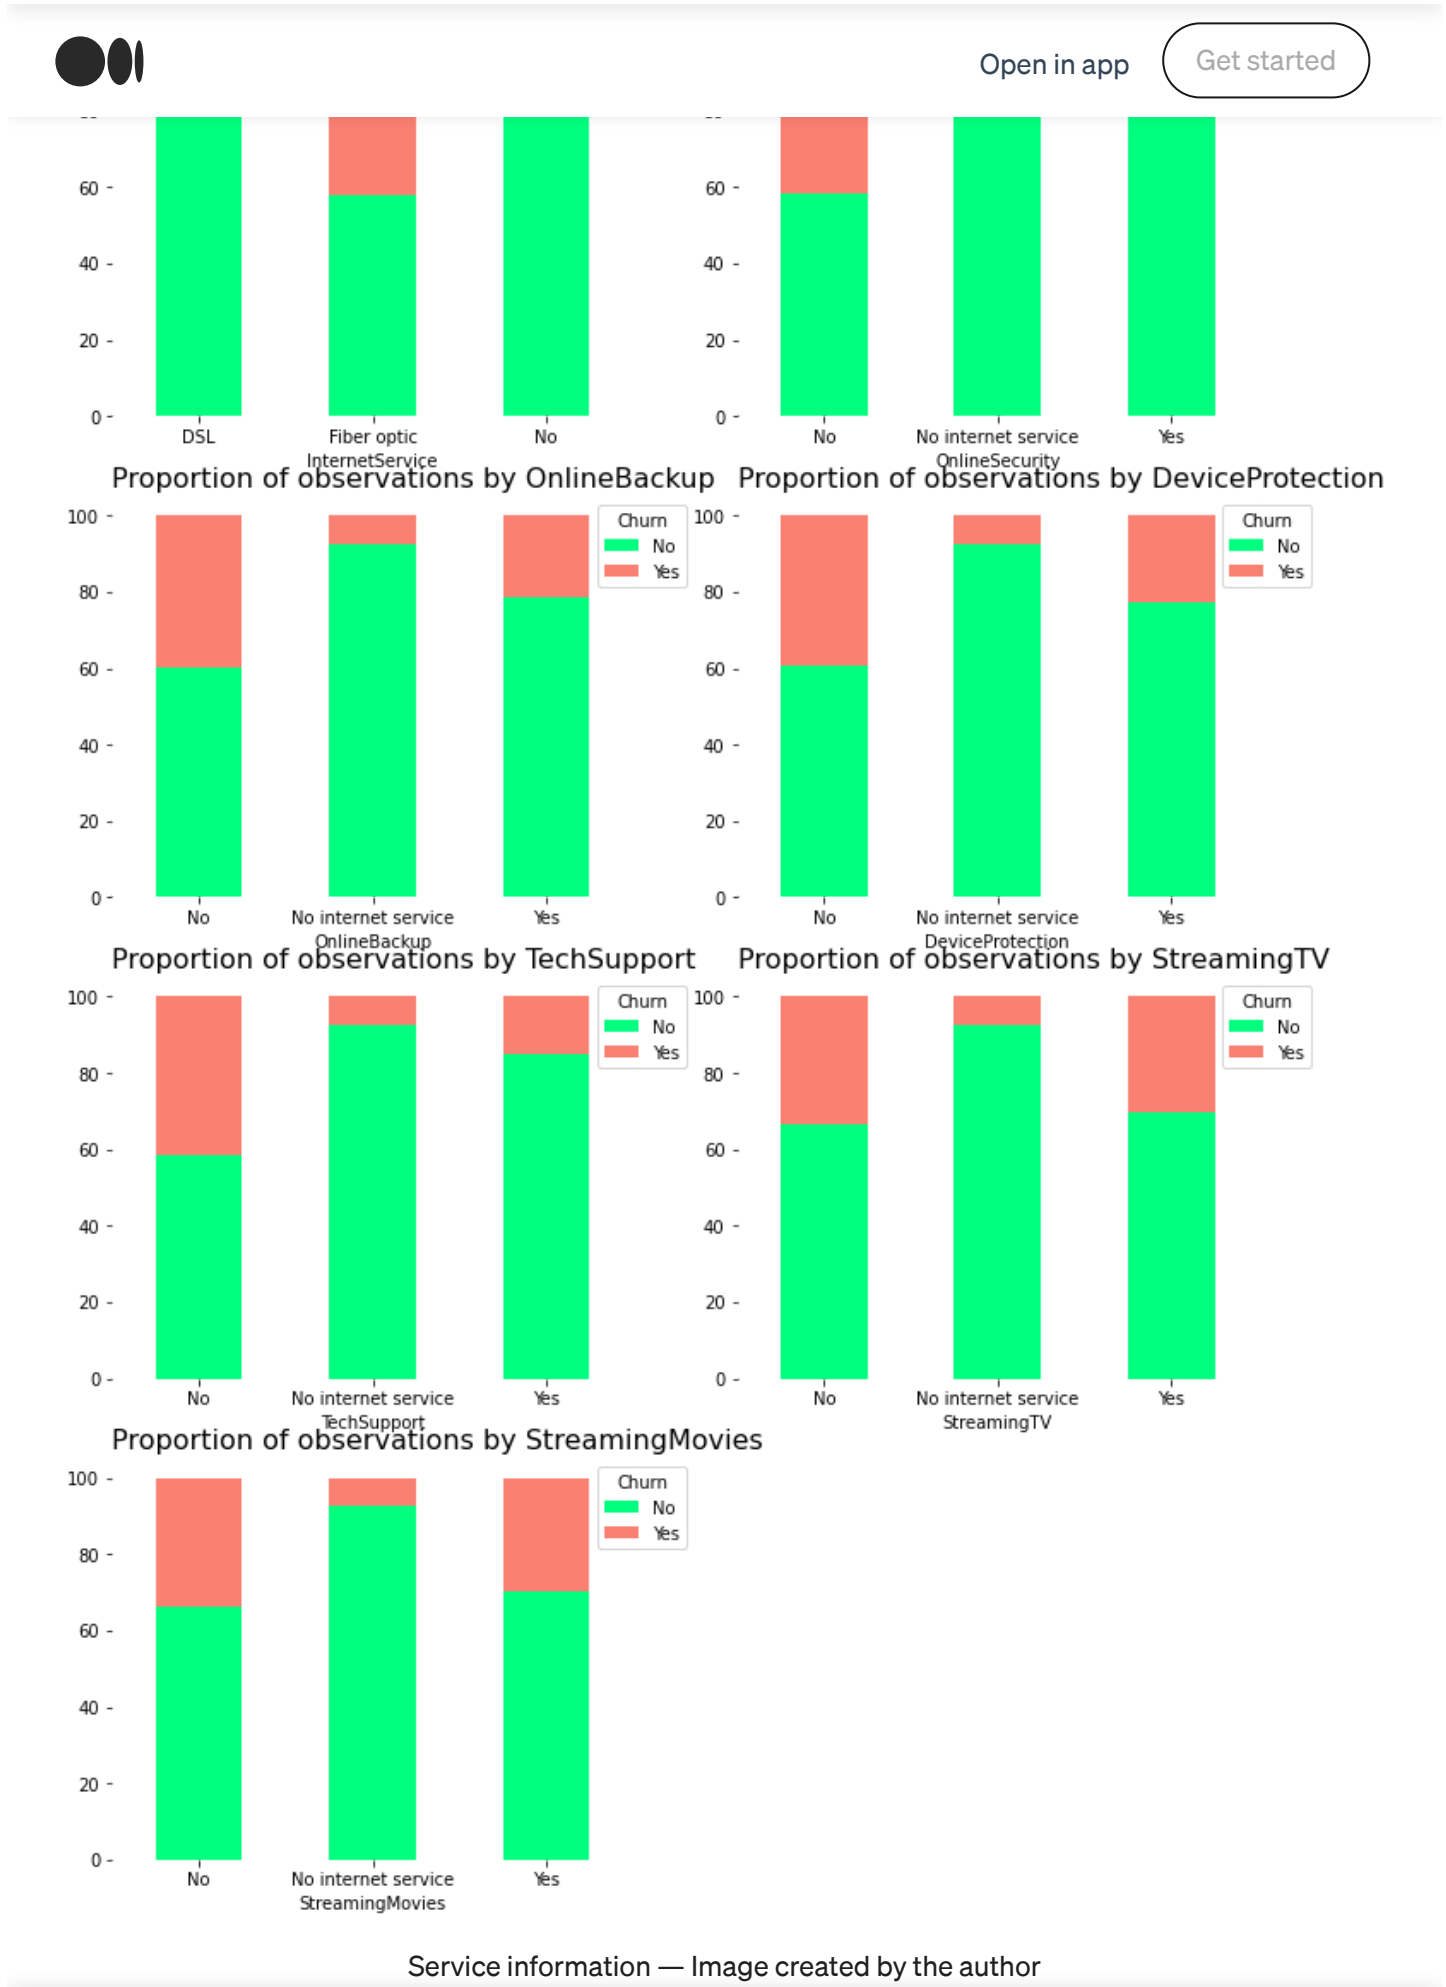 Open in app
Get started
60
40
20
0
DSL
Fiber optic
No
InternetService
60
40
20
0
No
No internet service
Yes
OnlineSecurity
Proportion of observations by OnlineBackup
100
80
60
40
20
0
Churn
No
Yes
No
No internet service
Yes
OnlineBackup
Proportion of observations by DeviceProtection
100
80
60
40
20
0
Churn
No
Yes
No
No internet service
Yes
DeviceProtection
Proportion of observations by TechSupport
100
80
60
40
20
0
Churn
No
Yes
No
No internet service
Yes
TechSupport
Proportion of observations by StreamingTV
100
80
60
40
20
0
Churn
No
Yes
No
No internet service
Yes
StreamingTV
Proportion of observations by StreamingMovies
100
80
60
40
20
0
Churn
No
Yes
No
No internet service
Yes
StreamingMovies
Service information — Image created by the author